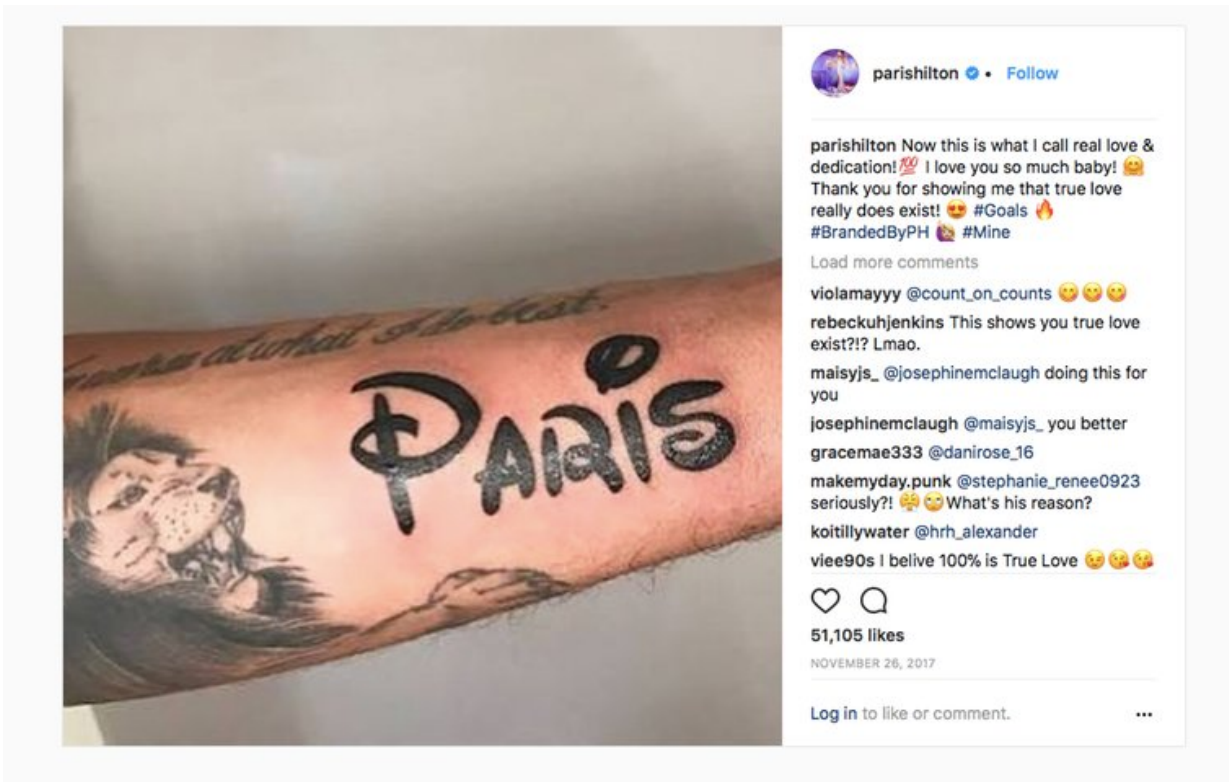 parishilton • Follow
parishilton Now this is what I call real love &
dedication!💯 I love you so much baby! 🤗
Thank you for showing me that true love
really does exist! 😍 #Goals 🔥
#BrandedByPH 🙋🏼 #Mine
Load more comments
violamayyy @count_on_counts 😋😋😋
rebeckuhjenkins This shows you true love
exist?!? Lmao.
maisyjs_ @josephinemclaugh doing this for
you
josephinemclaugh @maisyjs_ you better
gracemae333 @danirose_16
makemyday.punk @stephanie_renee0923
seriously?! 😤🙄What's his reason?
koitillywater @hrh_alexander
viee90s I belive 100% is True Love 😉😘😘
51,105 likes
NOVEMBER 26, 2017
Log in to like or comment.
at what I do best.
PARIS